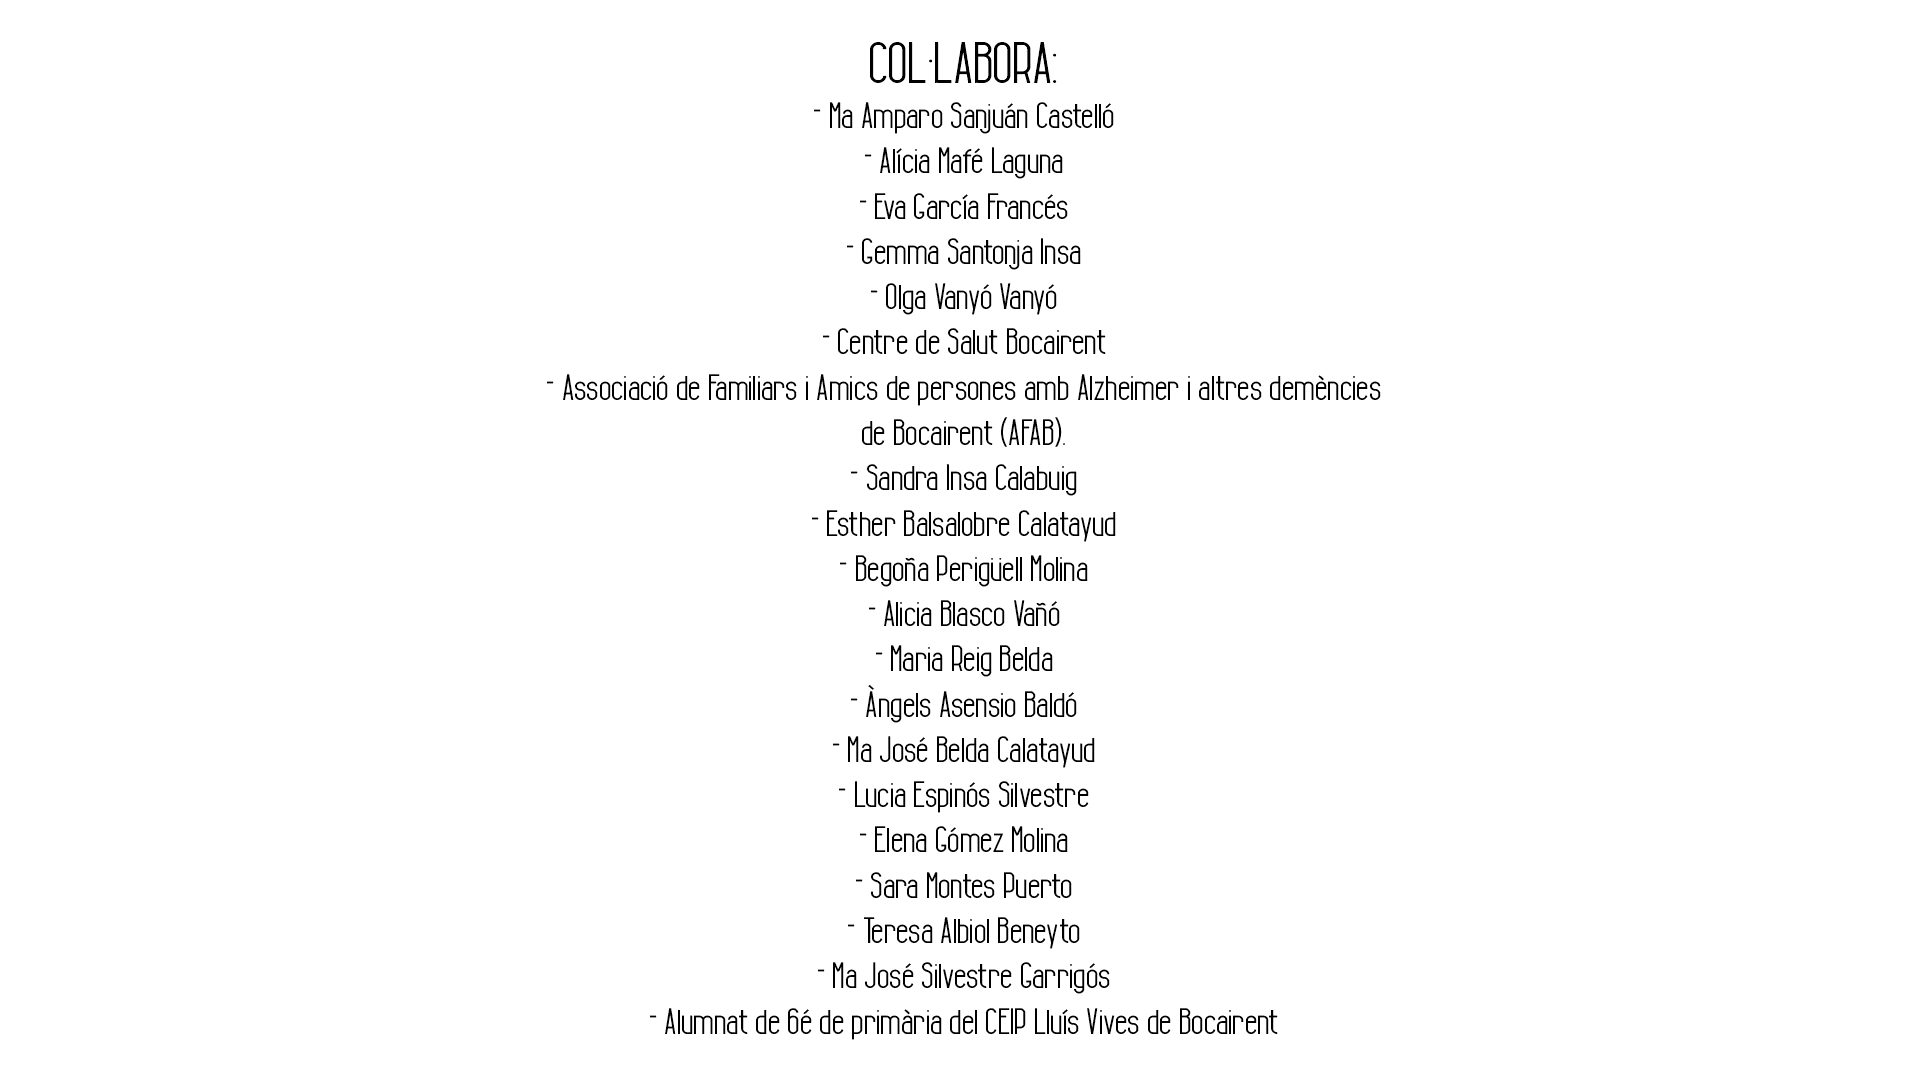 COL·LABORA:
- Ma Amparo Sanjuán Castelló
- Alícia Mafé Laguna
- Eva García Francés
- Gemma Santonja Insa
- Olga Vanyó Vanyó
- Centre de Salut Bocairent
- Associació de Familiars i Amics de persones amb Alzheimer i altres demències
de Bocairent (AFAB).
- Sandra Insa Calabuig
- Esther Balsalobre Calatayud
- Begoña Perigüell Molina
- Alicia Blasco Vañó
- Maria Reig Belda
- Àngels Asensio Baldó
- Ma José Belda Calatayud
- Lucia Espinós Silvestre
- Elena Gómez Molina
- Sara Montes Puerto
- Teresa Albiol Beneyto
- Ma José Silvestre Garrigós
- Alumnat de 6é de primària del CEIP Lluís Vives de Bocairent